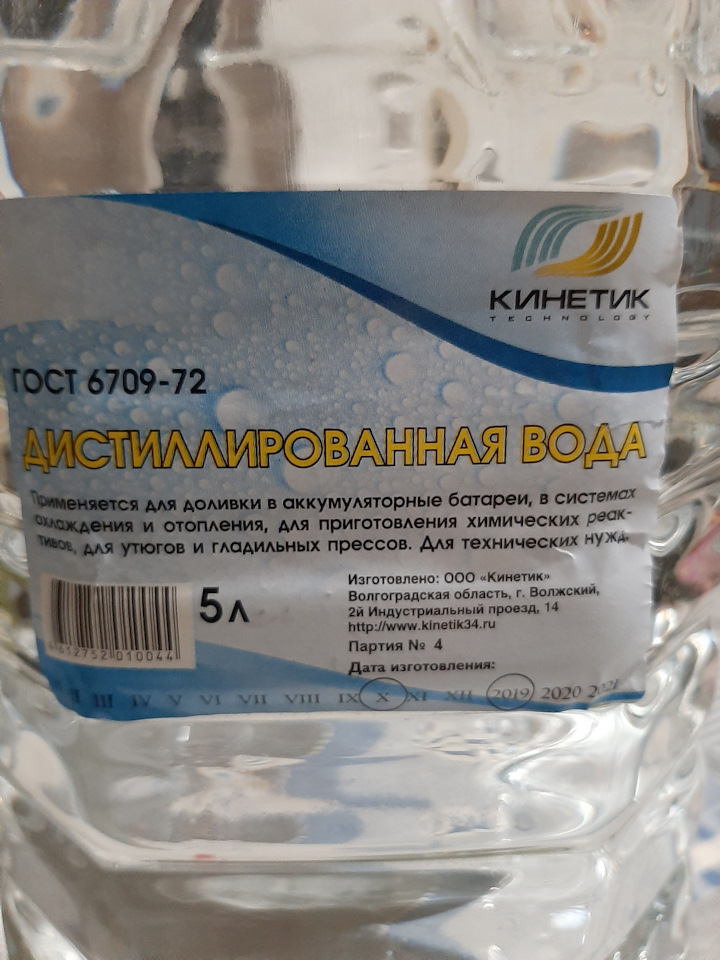 КИНЕТИК
TECHNOLOGY
ГОСТ 6709-72
ДИСТИЛЛИРОВАННАЯ ВОДА
Применяется для доливки в аккумуляторные батареи, в системах
охлаждения и отопления, для приготовления химических реак-
тивов, для утюгов и гладильных прессов. Для технических нужд.
5 л
4612752010044
Изготовлено: ООО «Кинетик»
Волгоградская область, г. Волжский,
2й Индустриальный проезд, 14
http://www.kinetik34.ru
Партия № 4
Дата изготовления:
II III IV V VI VII VIII IX X XI XII 2019 2020 2021